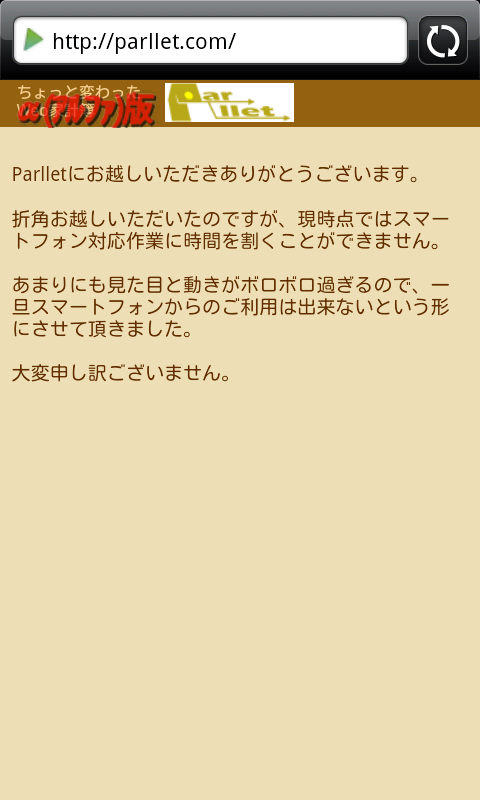 http://parllet.com/
ちょっと変わった
Web家計簿
α(アルファ)版
Parllet
Parlletにお越しいただきありがとうございます。
折角お越しいただいたのですが、現時点ではスマー
トフォン対応作業に時間を割くことができません。
あまりにも見た目と動きがボロボロ過ぎるので、一
旦スマートフォンからのご利用は出来ないという形
にさせて頂きました。
大変申し訳ございません。